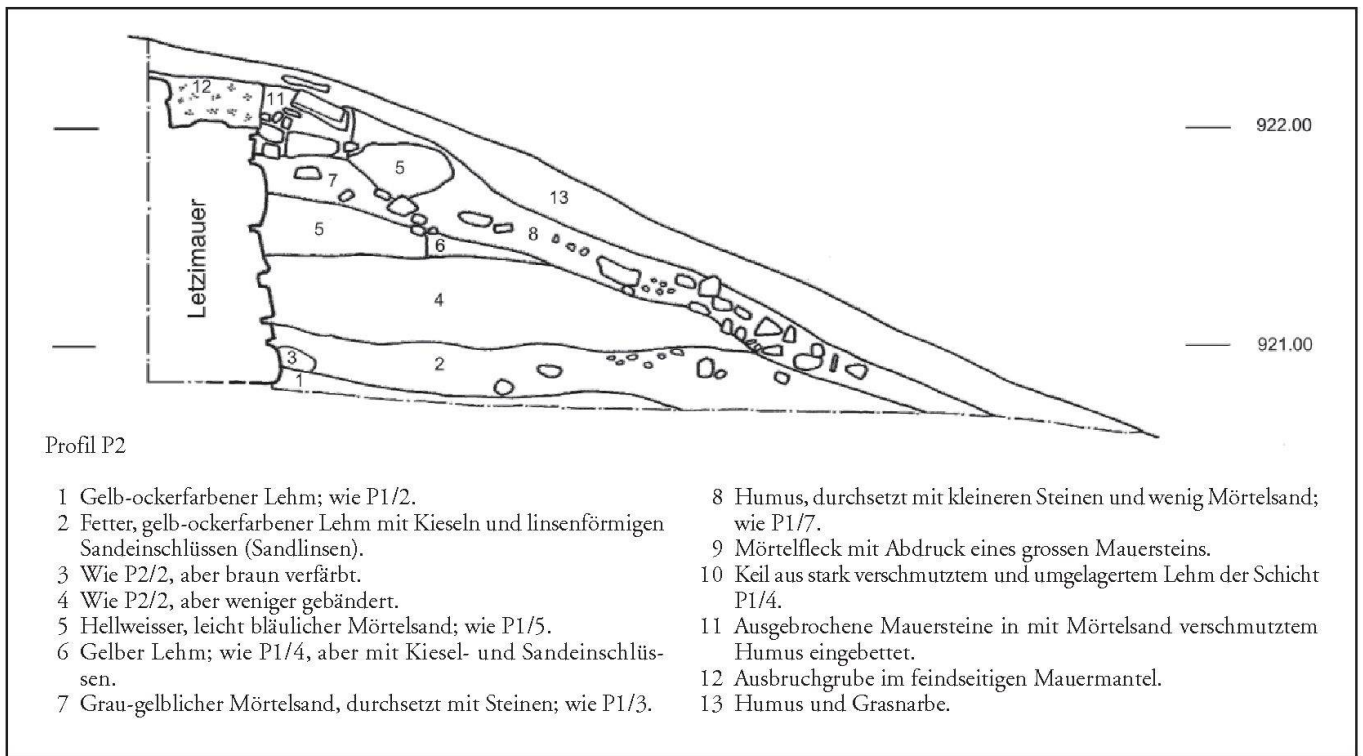 12
11
922.00
5
7
13
5
8
6
Letzimauer
4
921.00
3
2
1
Profil P2
1 Gelb-ockerfarbener Lehm; wie P1/2.
2 Fetter, gelb-ockerfarbener Lehm mit Kieseln und linsenförmigen
Sandeinschlüssen (Sandlinsen).
3 Wie P2/2, aber braun verfärbt.
4 Wie P2/2, aber weniger gebändert.
5 Hellweisser, leicht bläulicher Mörtelsand; wie P1/5.
6 Gelber Lehm; wie P1/4, aber mit Kiesel- und Sandeinschlüs-
sen.
7 Grau-gelblicher Mörtelsand, durchsetzt mit Steinen; wie P1/3.
8 Humus, durchsetzt mit kleineren Steinen und wenig Mörtelsand;
wie P1/7.
9 Mörtelfleck mit Abdruck eines grossen Mauersteins.
10 Keil aus stark verschmutztem und umgelagertem Lehm der Schicht
P1/4.
11 Ausgebrochene Mauersteine in mit Mörtelsand verschmutztem
Humus eingebettet.
12 Ausbruchgrube im feindseitigen Mauermantel.
13 Humus und Grasnarbe.